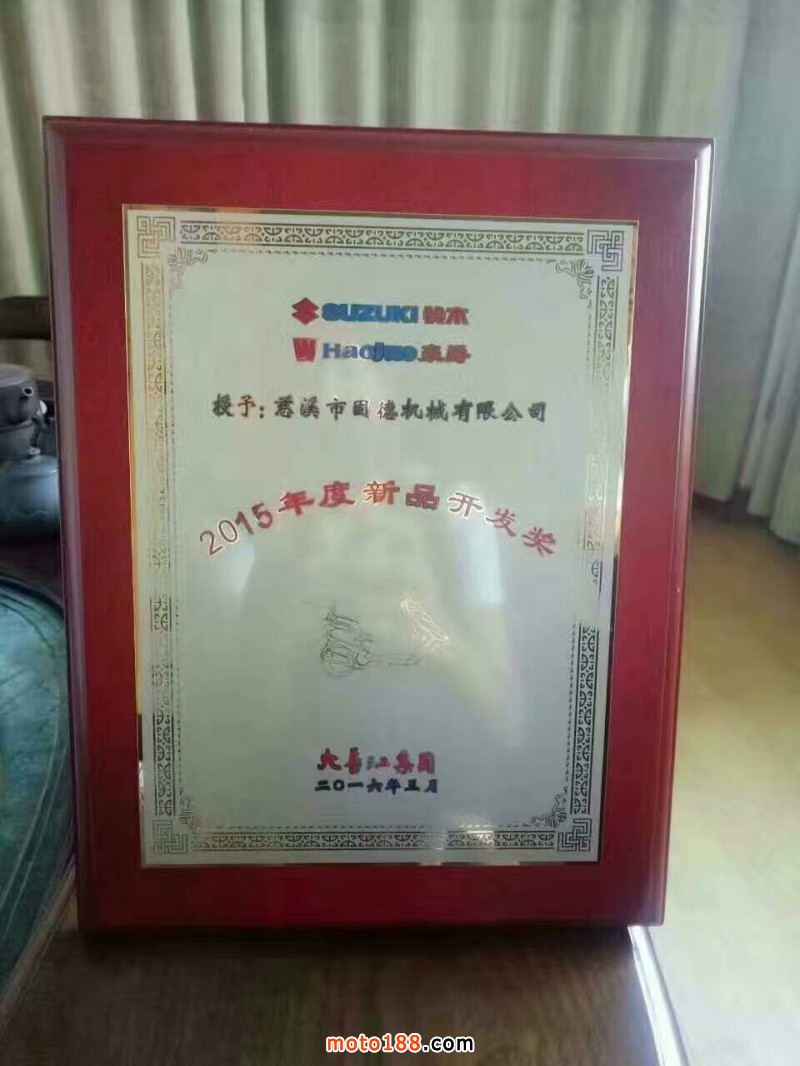 SUZUKI 铃木
Haojue 豪爵
授予：慈溪市固德机械有限公司
2015年度新品开发奖
大长江集团
二〇一六年三月
moto188.com